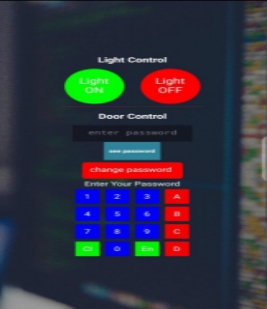 Light Control
Light ON
Light OFF
Door Control
enter password
see password
change password
Enter Your Password
1 2 3 A
4 5 6 B
7 8 9 C
Cl 0 En D